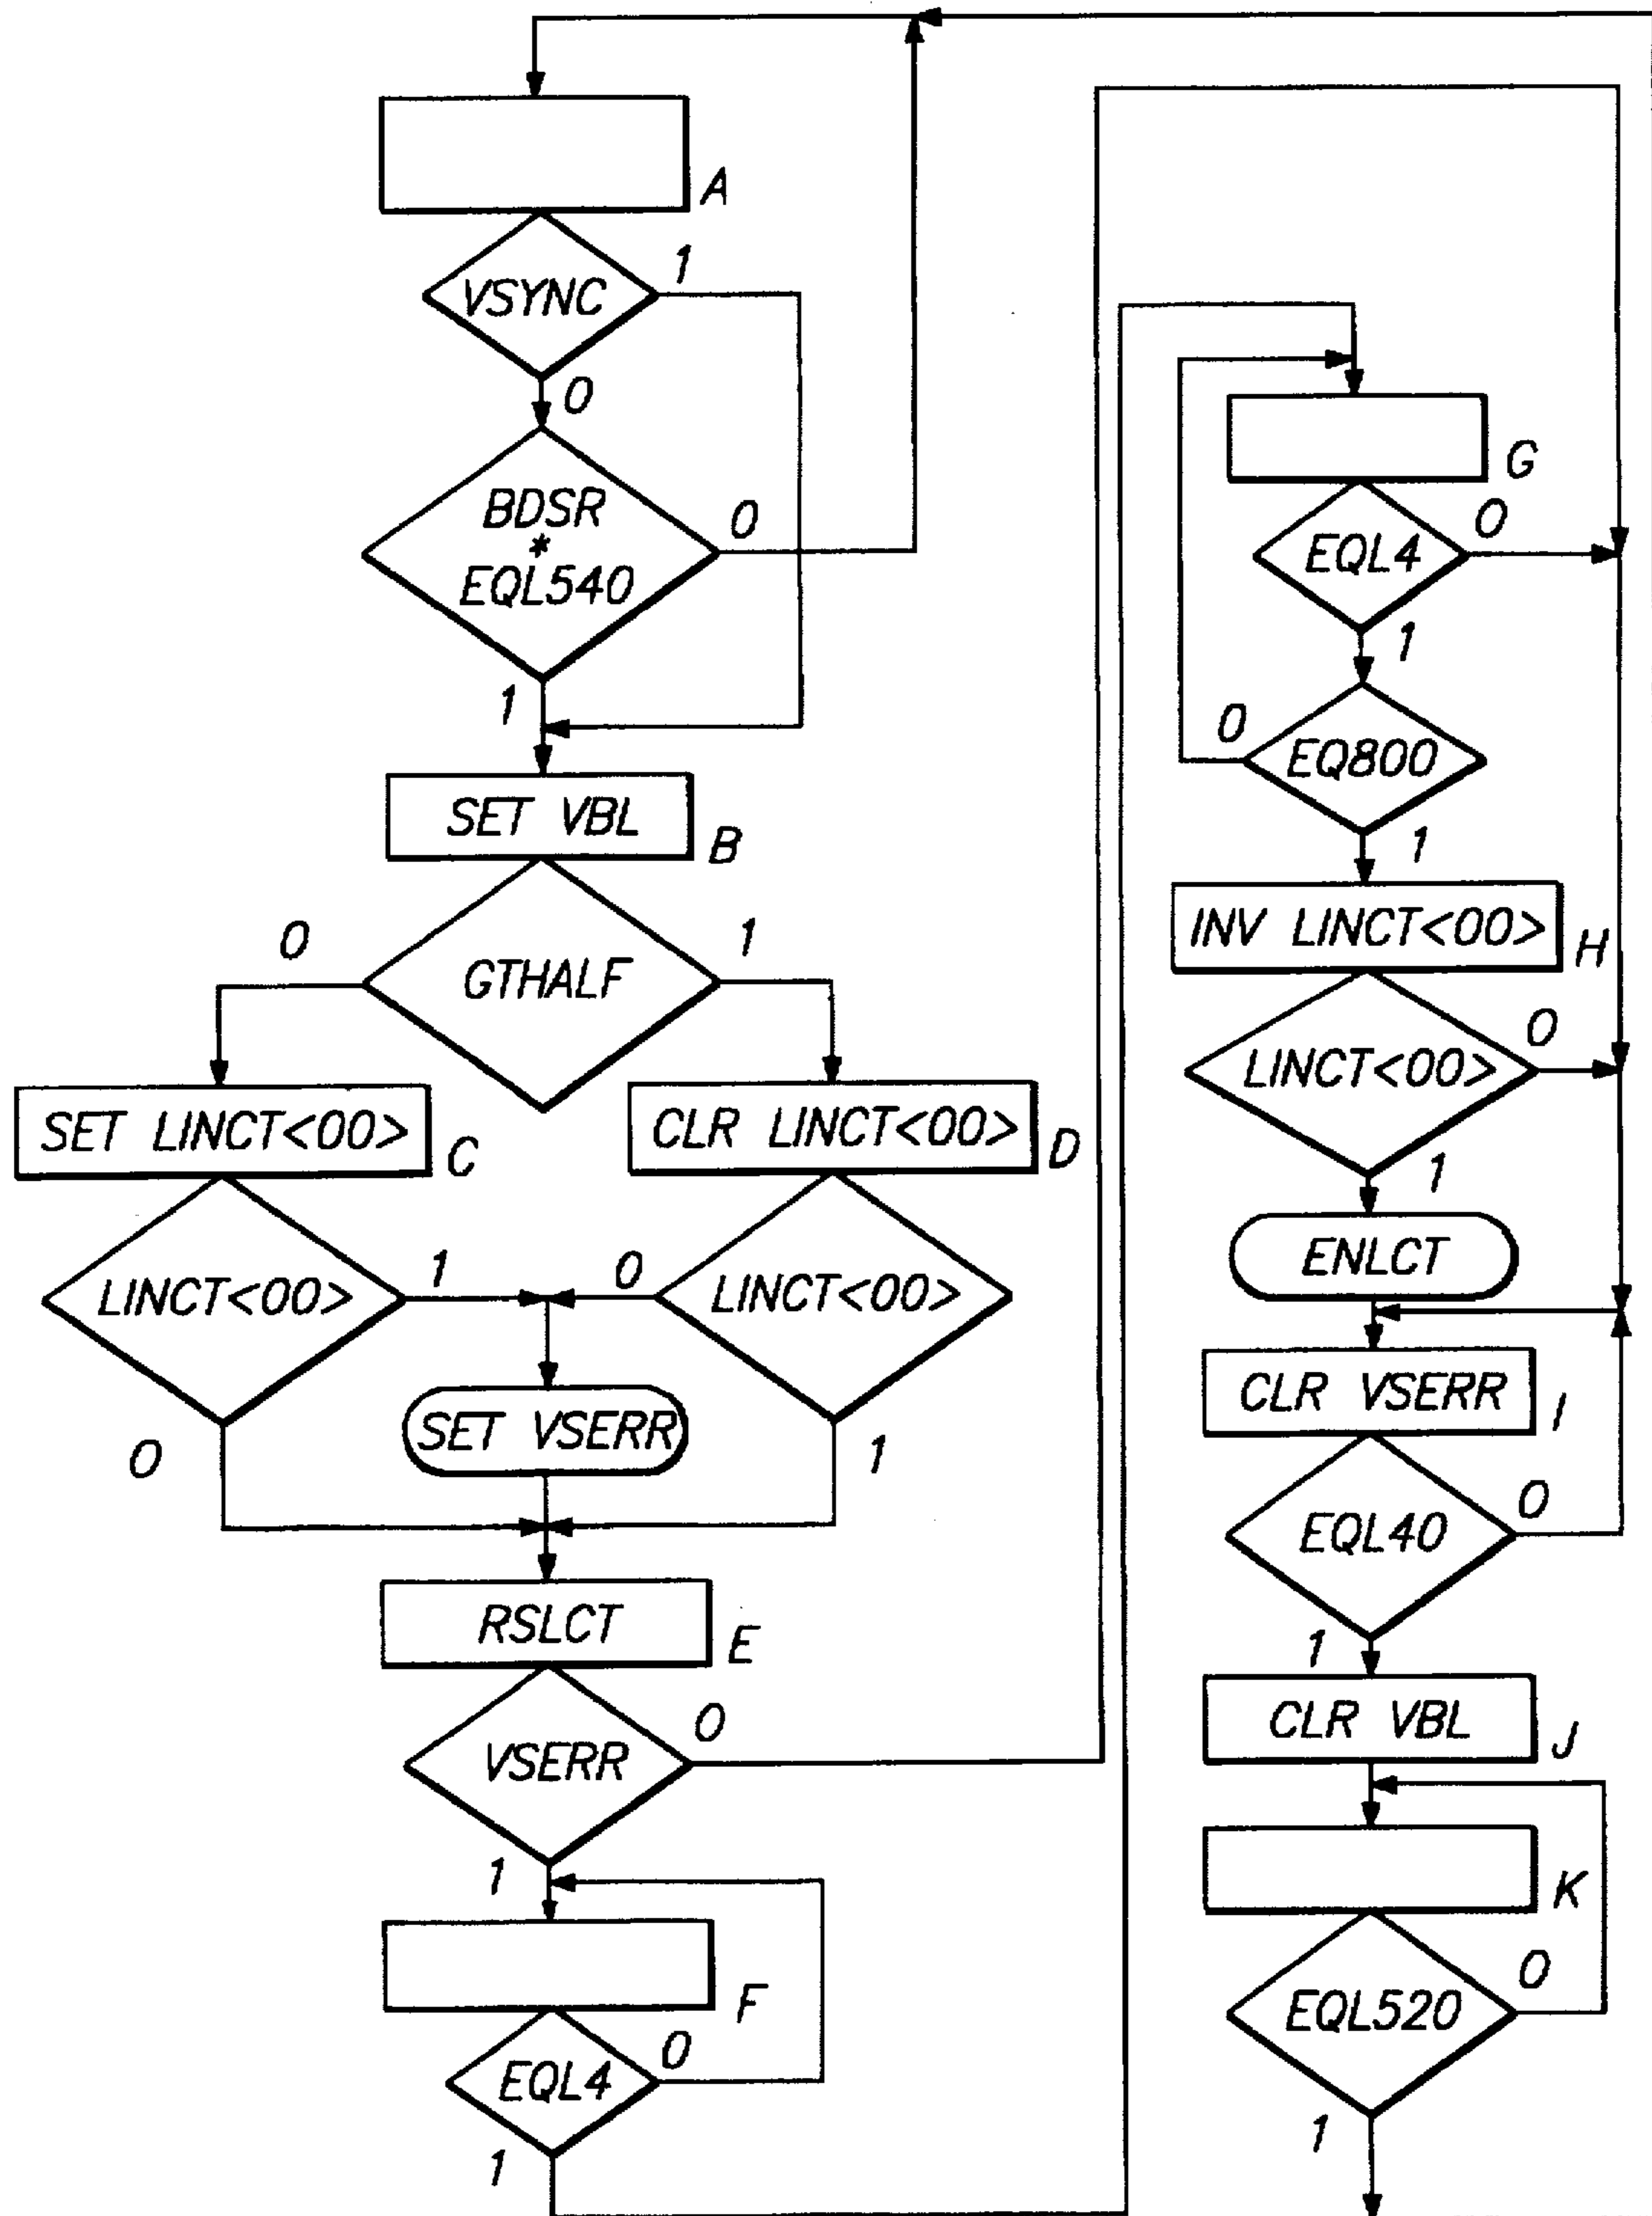 A
VSYNC
1
0
BDSR
*
EQL540
0
1
SET VBL
B
GTHALF
0
1
SET LINCT<00>
C
CLR LINCT<00>
D
LINCT<00>
1
0
LINCT<00>
0
1
SET VSERR
RSLCT
E
VSERR
0
1
F
EQL4
0
1
G
EQL4
0
1
EQ800
0
1
INV LINCT<00>
H
LINCT<00>
0
1
ENLCT
CLR VSERR
I
EQL40
0
1
CLR VBL
J
K
EQL520
0
1